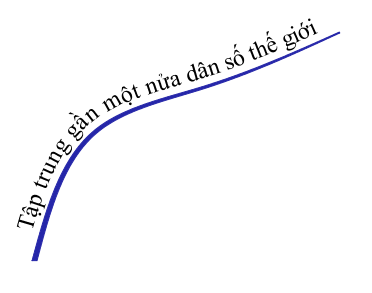 Tập trung gần một nửa dân số thế giới